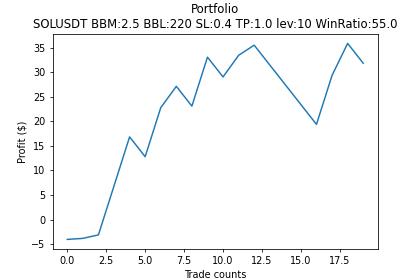 Portfolio
SOLUSDT BBM:2.5 BBL:220 SL:0.4 TP:1.0 lev:10 WinRatio:55.0
Profit ($)
35
30
25
20
15
10
5
0
−5
0.0 2.5 5.0 7.5 10.0 12.5 15.0 17.5
Trade counts